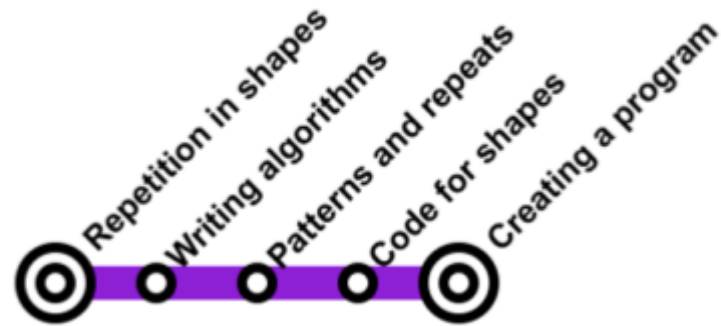 Repetition in shapes
Writing algorithms
Patterns and repeats
Code for shapes
Creating a program